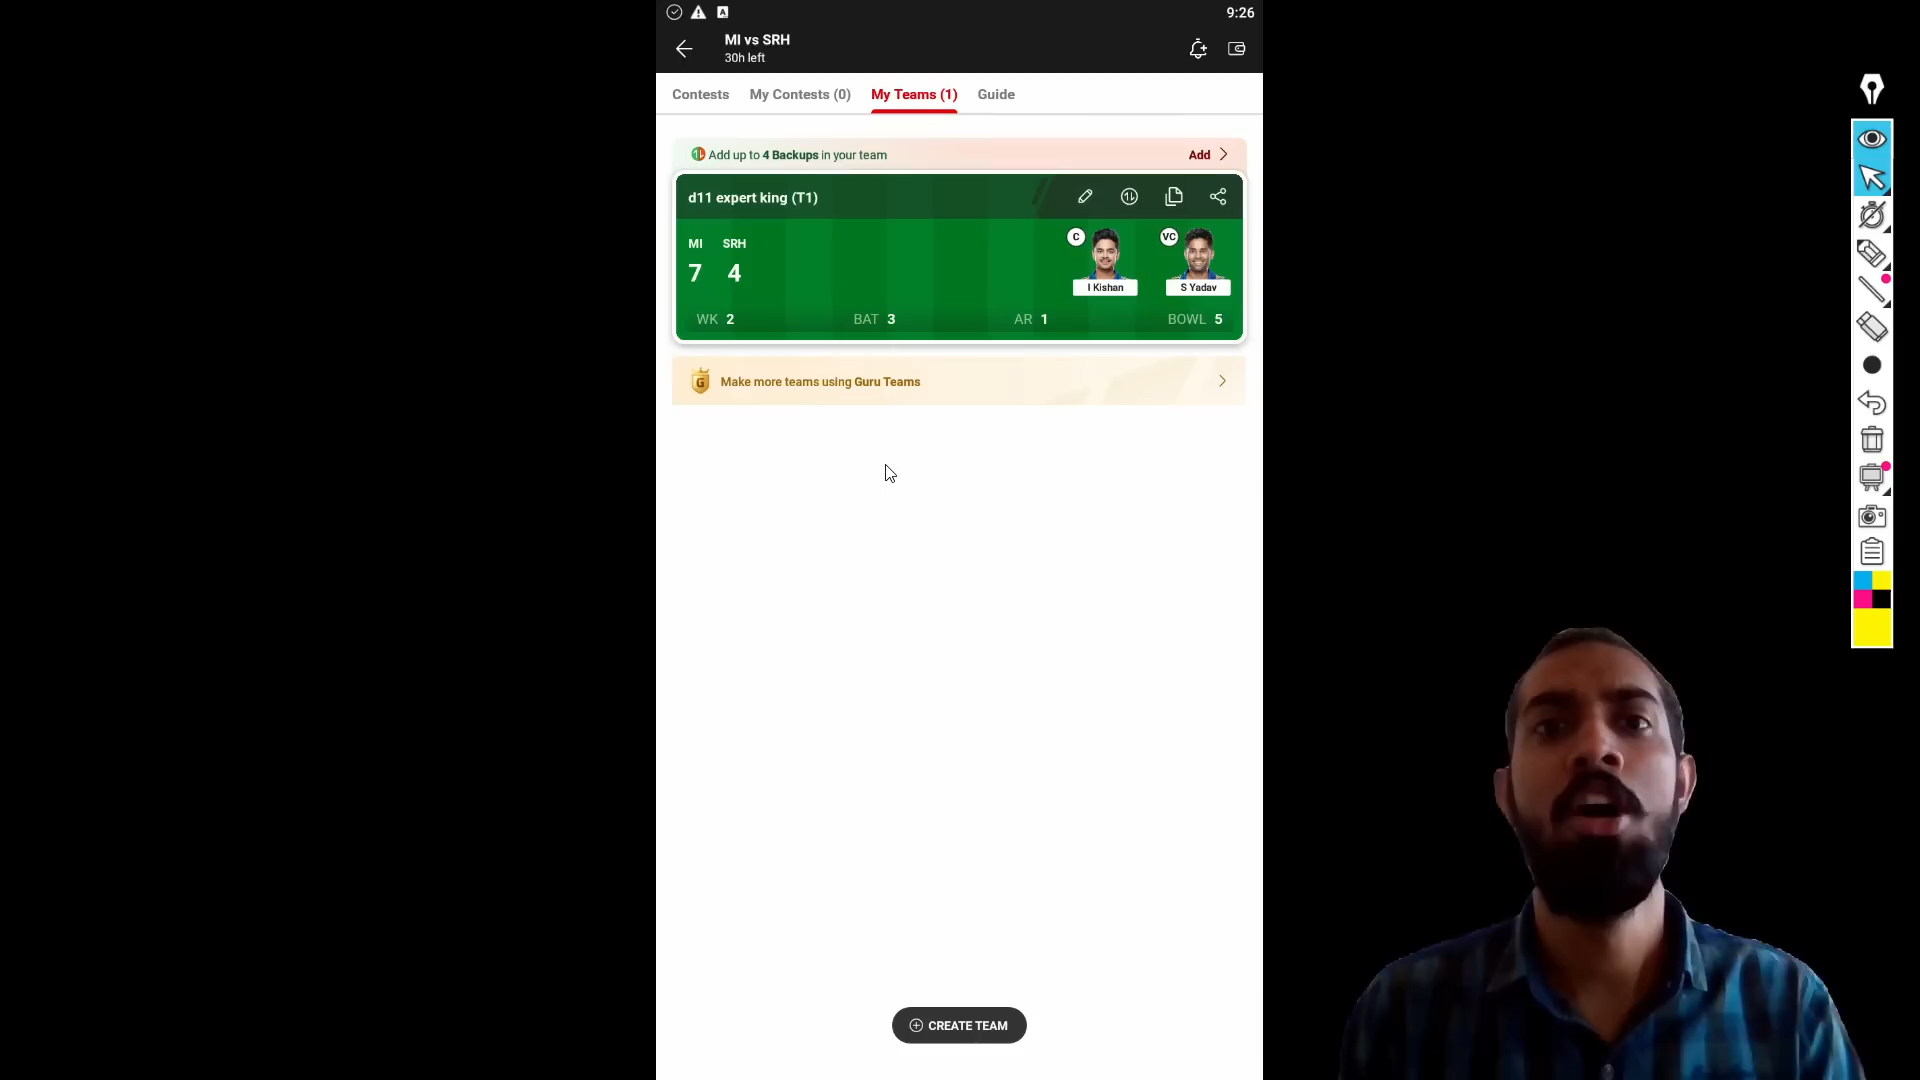 9:26
MI vs SRH
30h left
Contests My Contests (0) My Teams (1) Guide
Add up to 4 Backups in your team Add
d11 expert king (T1)
MI SRH
7 4
C VC
I Kishan S Yadav
WK 2 BAT 3 AR 1 BOWL 5
G Make more teams using Guru Teams
CREATE TEAM